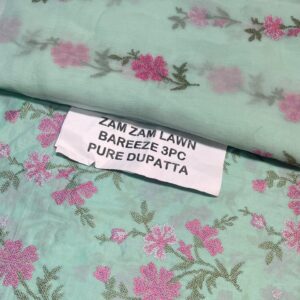 ZAM ZAM LAWN
BAREEZE 3PC
PURE DUPATTA